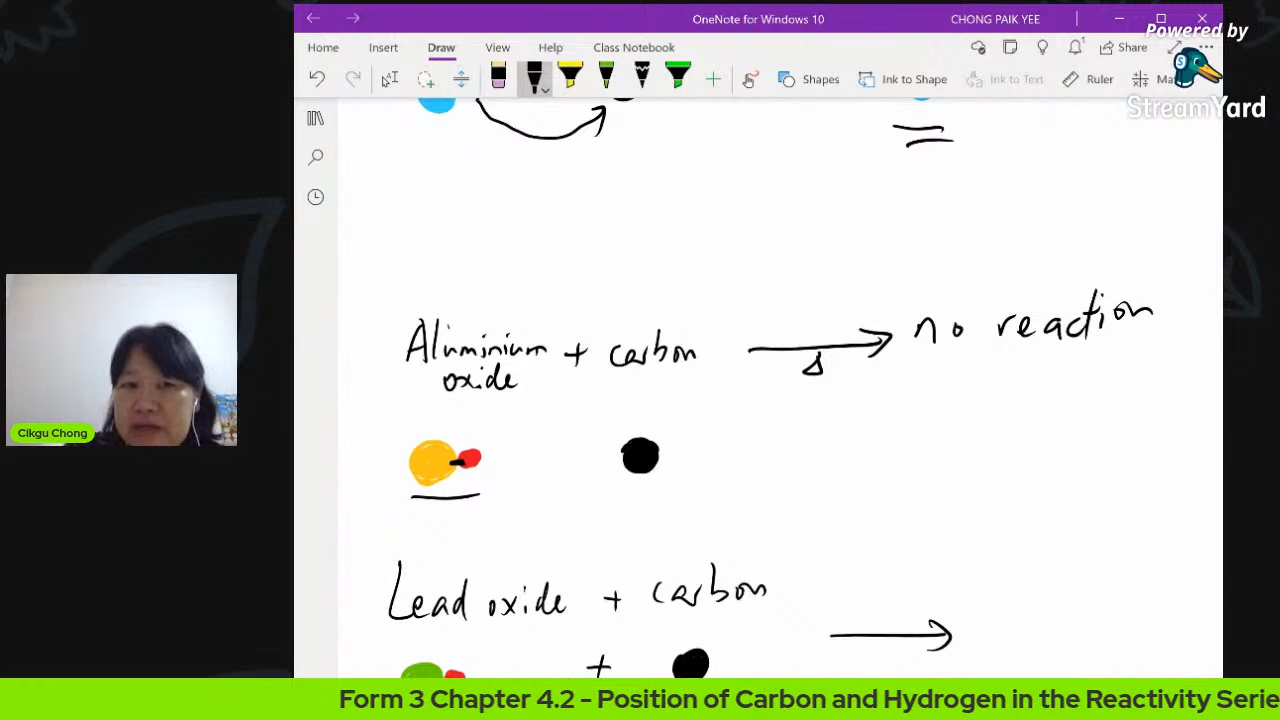 OneNote for Windows 10
CHONG PAIK YEE
Powered by
StreamYard
Home Insert Draw View Help Class Notebook
Share
Shapes Ink to Shape Ink to Text Ruler
Aluminium oxide + carbon → Δ no reaction
Cikgu Chong
Lead oxide + carbon →
+
Form 3 Chapter 4.2 - Position of Carbon and Hydrogen in the Reactivity Serie